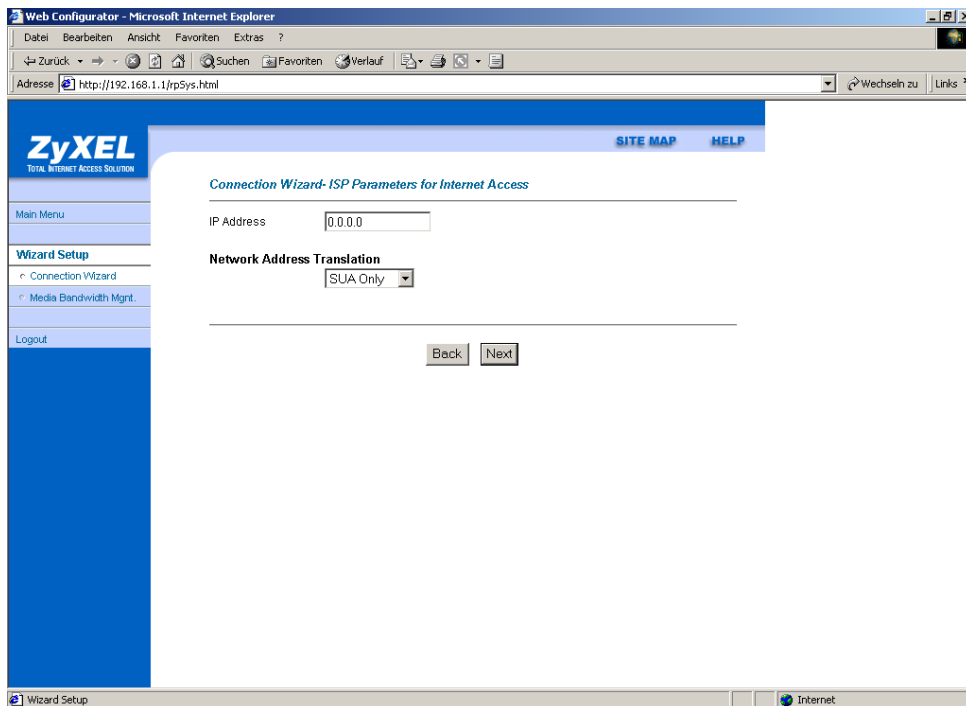 Web Configurator - Microsoft Internet Explorer
Datei Bearbeiten Ansicht Favoriten Extras ?
Zurück Suchen Favoriten Verlauf
Adresse http://192.168.1.1/rpSys.html Wechseln zu Links
ZyXEL
TOTAL INTERNET ACCESS SOLUTION
SITE MAP HELP
Main Menu
Wizard Setup
Connection Wizard
Media Bandwidth Mgnt.
Logout
Connection Wizard- ISP Parameters for Internet Access
IP Address 0.0.0.0
Network Address Translation
SUA Only
Back Next
Wizard Setup Internet